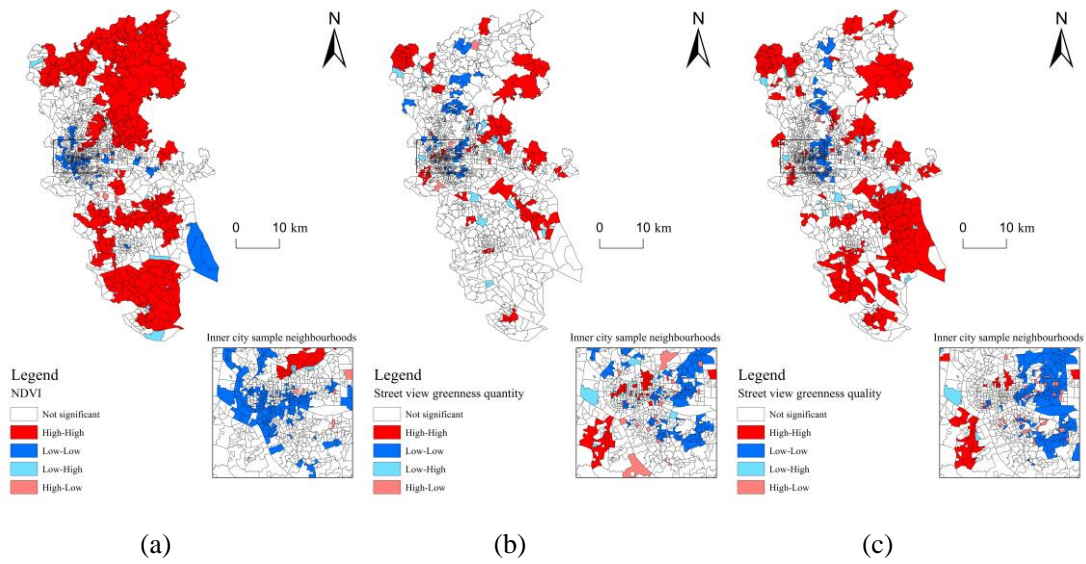 N
0 10 km
Inner city sample neighbourhoods
Legend
NDVI
Not significant
High-High
Low-Low
Low-High
High-Low
(a)
N
0 10 km
Inner city sample neighbourhoods
Legend
Street view greenness quantity
Not significant
High-High
Low-Low
Low-High
High-Low
(b)
N
0 10 km
Inner city sample neighbourhoods
Legend
Street view greenness quality
Not significant
High-High
Low-Low
Low-High
High-Low
(c)